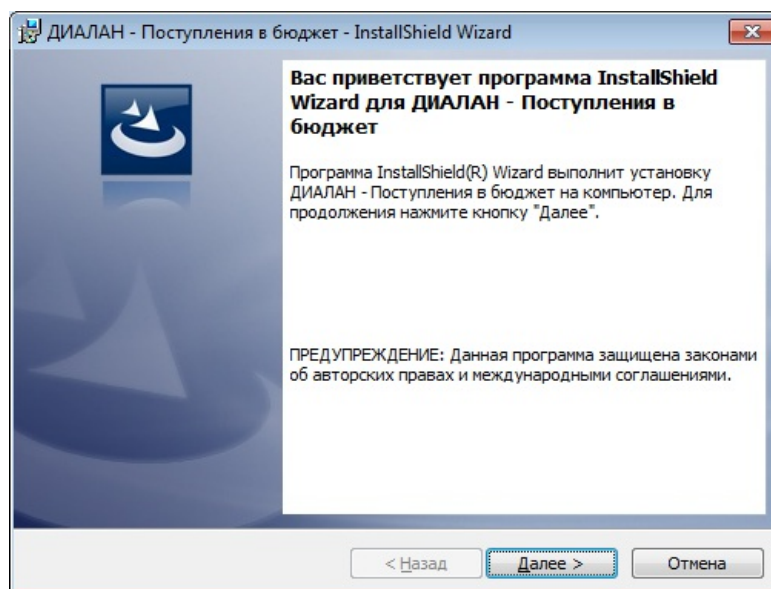 ДИАЛАН - Поступления в бюджет - InstallShield Wizard
Вас приветствует программа InstallShield
Wizard для ДИАЛАН - Поступления в
бюджет
Программа InstallShield(R) Wizard выполнит установку
ДИАЛАН - Поступления в бюджет на компьютер. Для
продолжения нажмите кнопку "Далее".
ПРЕДУПРЕЖДЕНИЕ: Данная программа защищена законами
об авторских правах и международными соглашениями.
< Назад
Далее >
Отмена